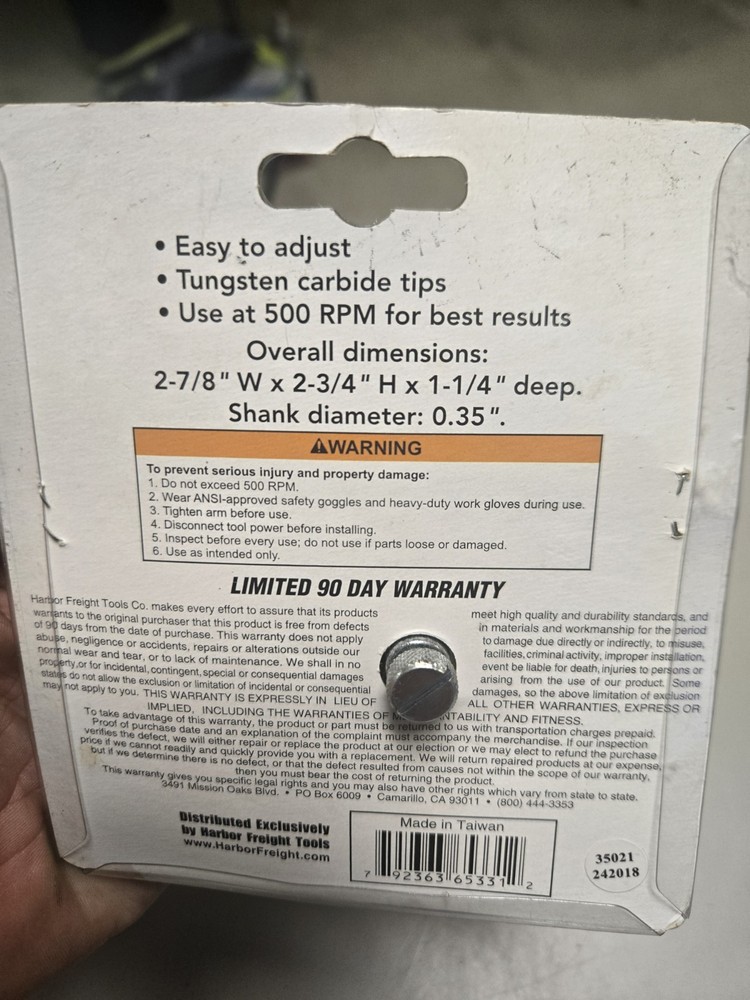 • Easy to adjust
• Tungsten carbide tips
• Use at 500 RPM for best results
Overall dimensions:
2-7/8" W x 2-3/4" H x 1-1/4" deep.
Shank diameter: 0.35".
⚠WARNING
To prevent serious injury and property damage:
1. Do not exceed 500 RPM.
2. Wear ANSI-approved safety goggles and heavy-duty work gloves during use.
3. Tighten arm before use.
4. Disconnect tool power before installing.
5. Inspect before every use; do not use if parts loose or damaged.
6. Use as intended only.
LIMITED 90 DAY WARRANTY
Harbor Freight Tools Co. makes every effort to assure that its products meet high quality and durability standards, and
warrants to the original purchaser that this product is free from defects in materials and workmanship for the period
of 90 days from the date of purchase. This warranty does not apply to damage due directly or indirectly, to misuse,
abuse, negligence or accidents, repairs or alterations outside our facilities, criminal activity, improper installation,
normal wear and tear, or to lack of maintenance. We shall in no event be liable for death, injuries to persons or
property, or for incidental, contingent, special or consequential damages arising from the use of our product. Some
states do not allow the exclusion or limitation of incidental or consequential damages, so the above limitation of exclusion
may not apply to you. THIS WARRANTY IS EXPRESSLY IN LIEU OF ALL OTHER WARRANTIES, EXPRESS OR
IMPLIED, INCLUDING THE WARRANTIES OF AND FITNESS.
To take advantage of this warranty, the product or part must be returned to us with transportation charges prepaid.
Proof of purchase date and an explanation of the complaint must accompany the merchandise. If our inspection
verifies the defect, we will either repair or replace the product at our election or we may elect to refund the purchase
price if we cannot readily and quickly provide you with a replacement. We will return repaired products at our expense,
but if we determine there is no defect, or that the defect resulted from causes not within the scope of our warranty,
then you must bear the cost of returning the product.
This warranty gives you specific legal rights and you may also have other rights which vary from state to state.
3491 Mission Oaks Blvd. • PO Box 6009 • Camarillo, CA 93011 • (800) 444-3353
Distributed Exclusively
by Harbor Freight Tools
www.HarborFreight.com
Made in Taiwan
7 92363 65331 2
35021
242018